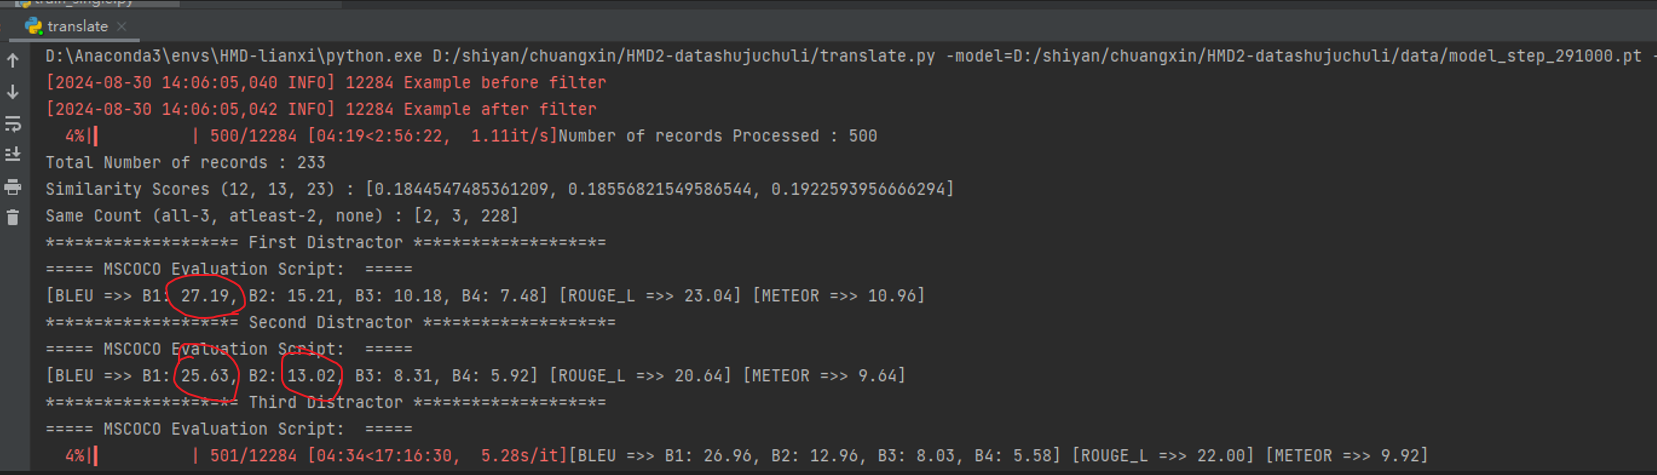 translate
D:\Anaconda3\envs\HMD-lianxi\python.exe D:/shiyan/chuangxin/HMD2-datashujuchuli/translate.py -model=D:/shiyan/chuangxin/HMD2-datashujuchuli/data/model_step_291000.pt -
[2024-08-30 14:06:05,040 INFO] 12284 Example before filter
[2024-08-30 14:06:05,042 INFO] 12284 Example after filter
4%|▌ | 500/12284 [04:19<2:56:22, 1.11it/s]Number of records Processed : 500
Total Number of records : 233
Similarity Scores (12, 13, 23) : [0.1844547485361209, 0.18556821549586544, 0.1922593956666294]
Same Count (all-3, atleast-2, none) : [2, 3, 228]
==================== First Distractor ====================
===== MSCOCO Evaluation Script: =====
[BLEU =>> B1: 27.19, B2: 15.21, B3: 10.18, B4: 7.48] [ROUGE_L =>> 23.04] [METEOR =>> 10.96]
==================== Second Distractor ====================
===== MSCOCO Evaluation Script: =====
[BLEU =>> B1: 25.63, B2: 13.02, B3: 8.31, B4: 5.92] [ROUGE_L =>> 20.64] [METEOR =>> 9.64]
==================== Third Distractor ====================
===== MSCOCO Evaluation Script: =====
4%|▌ | 501/12284 [04:34<17:16:30, 5.28s/it][BLEU =>> B1: 26.96, B2: 12.96, B3: 8.03, B4: 5.58] [ROUGE_L =>> 22.00] [METEOR =>> 9.92]